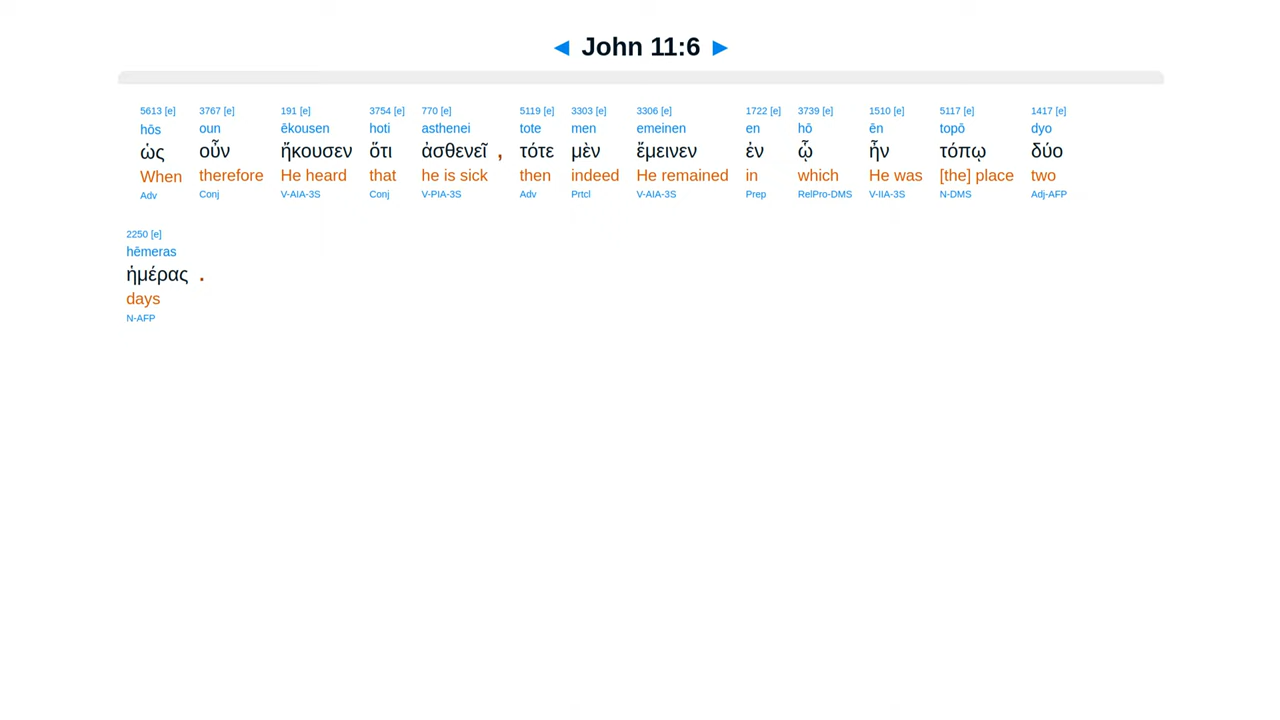 ◄ John 11:6 ►
5613 [e] 3767 [e] 191 [e] 3754 [e] 770 [e] 5119 [e] 3303 [e] 3306 [e] 1722 [e] 3739 [e] 1510 [e] 5117 [e] 1417 [e]
hōs oun ēkousen hoti asthenei tote men emeinen en hō ēn topō dyo
ὡς οὖν ἤκουσεν ὅτι ἀσθενεῖ , τότε μὲν ἔμεινεν ἐν ᾧ ἦν τόπῳ δύο
When therefore He heard that he is sick then indeed He remained in which He was [the] place two
Adv Conj V-AIA-3S Conj V-PIA-3S Adv Prtcl V-AIA-3S Prep RelPro-DMS V-IIA-3S N-DMS Adj-AFP
2250 [e]
hēmeras
ἡμέρας .
days
N-AFP